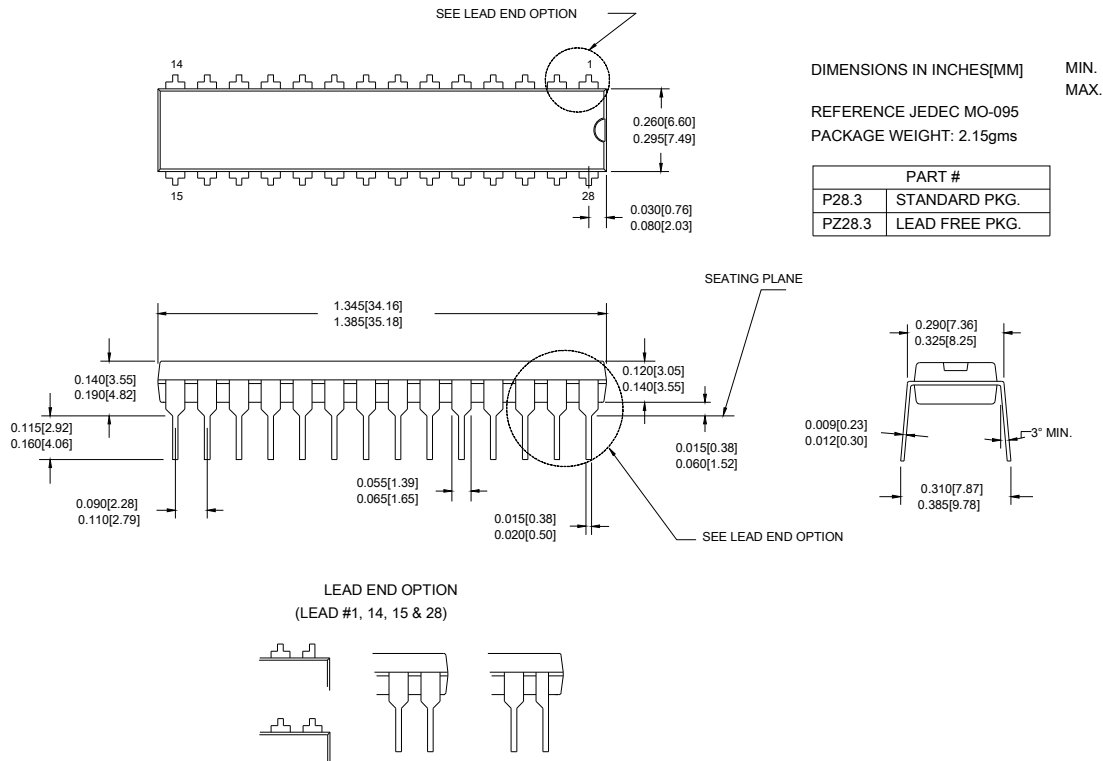 SEE LEAD END OPTION
14
1
DIMENSIONS IN INCHES[MM]
MIN.
MAX.
REFERENCE JEDEC MO-095
PACKAGE WEIGHT: 2.15gms
0.260[6.60]
0.295[7.49]
PART #
P28.3 STANDARD PKG.
PZ28.3 LEAD FREE PKG.
15
28
0.030[0.76]
0.080[2.03]
SEATING PLANE
1.345[34.16]
1.385[35.18]
0.290[7.36]
0.325[8.25]
0.140[3.55]
0.190[4.82]
0.120[3.05]
0.140[3.55]
0.115[2.92]
0.160[4.06]
0.015[0.38]
0.060[1.52]
0.009[0.23]
0.012[0.30]
3° MIN.
0.055[1.39]
0.065[1.65]
0.090[2.28]
0.110[2.79]
0.015[0.38]
0.020[0.50]
0.310[7.87]
0.385[9.78]
SEE LEAD END OPTION
LEAD END OPTION
(LEAD #1, 14, 15 & 28)